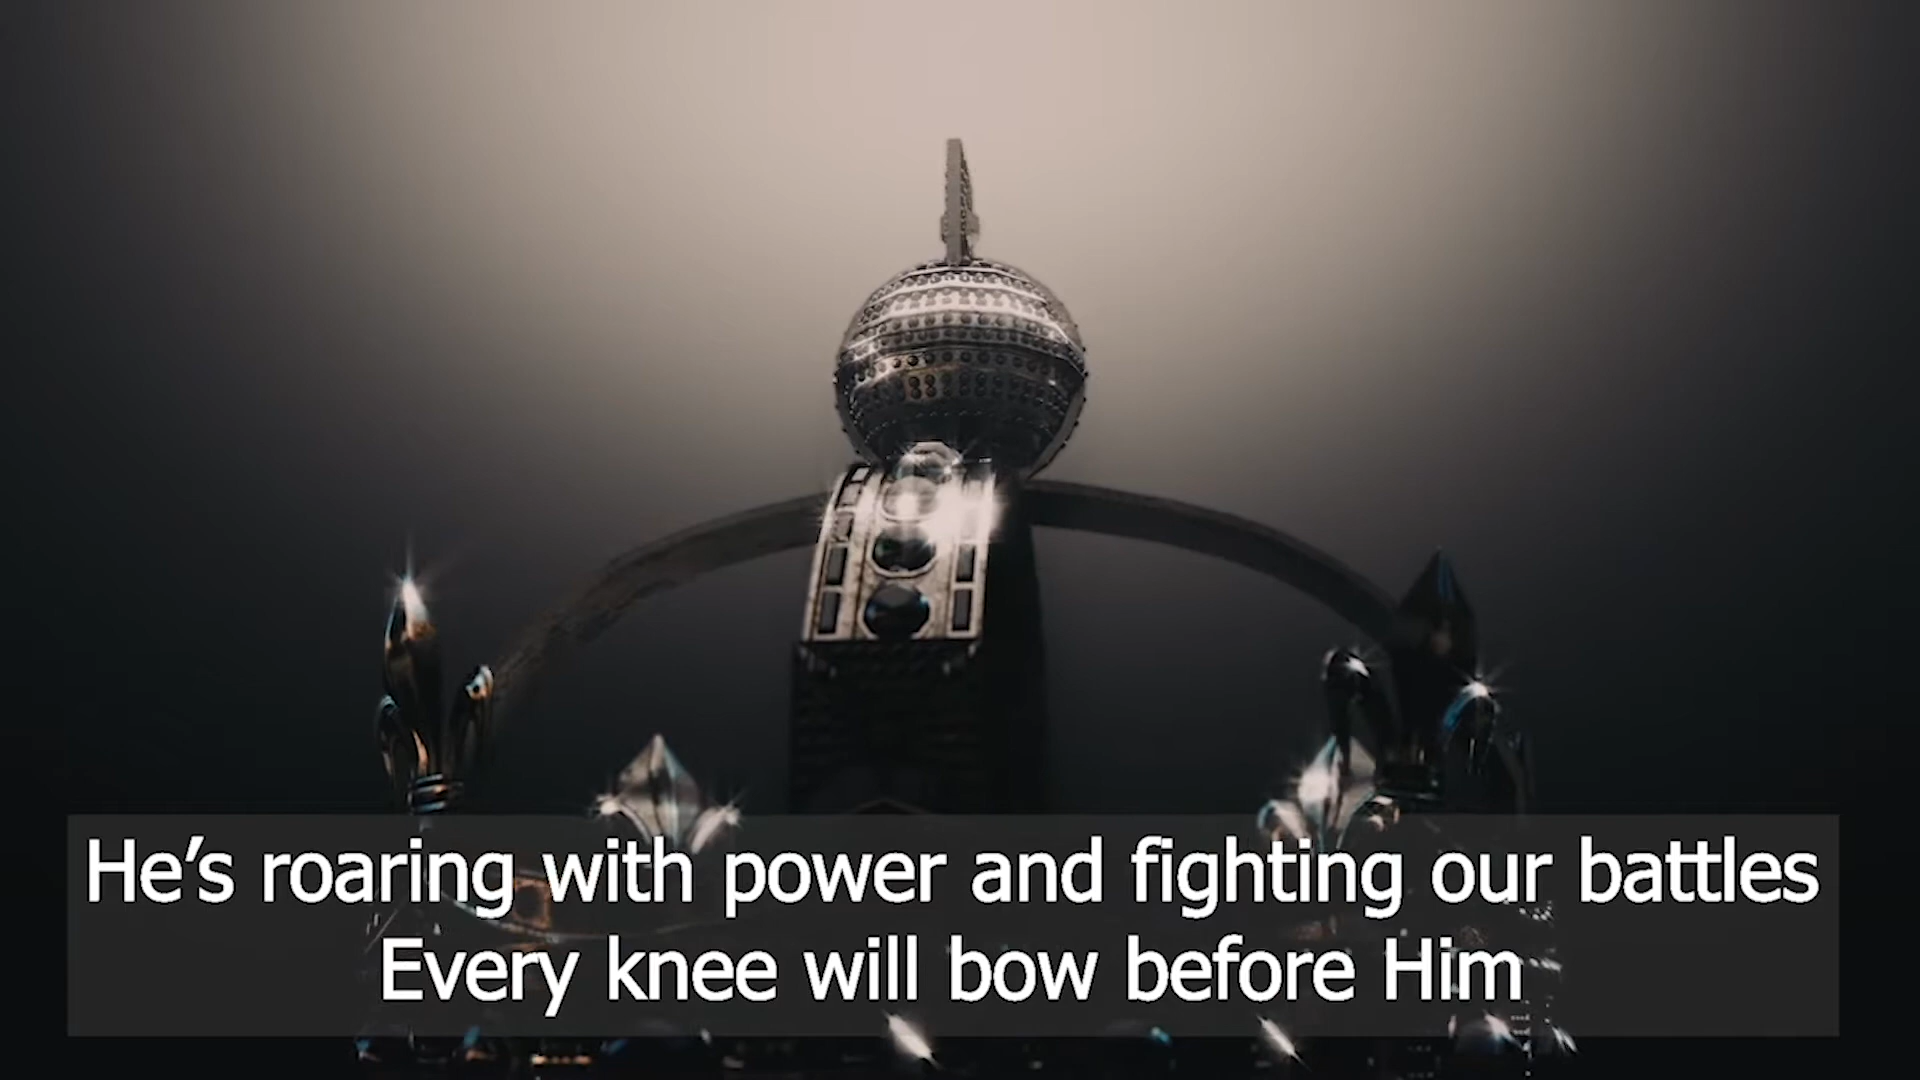 He’s roaring with power and fighting our battles
Every knee will bow before Him